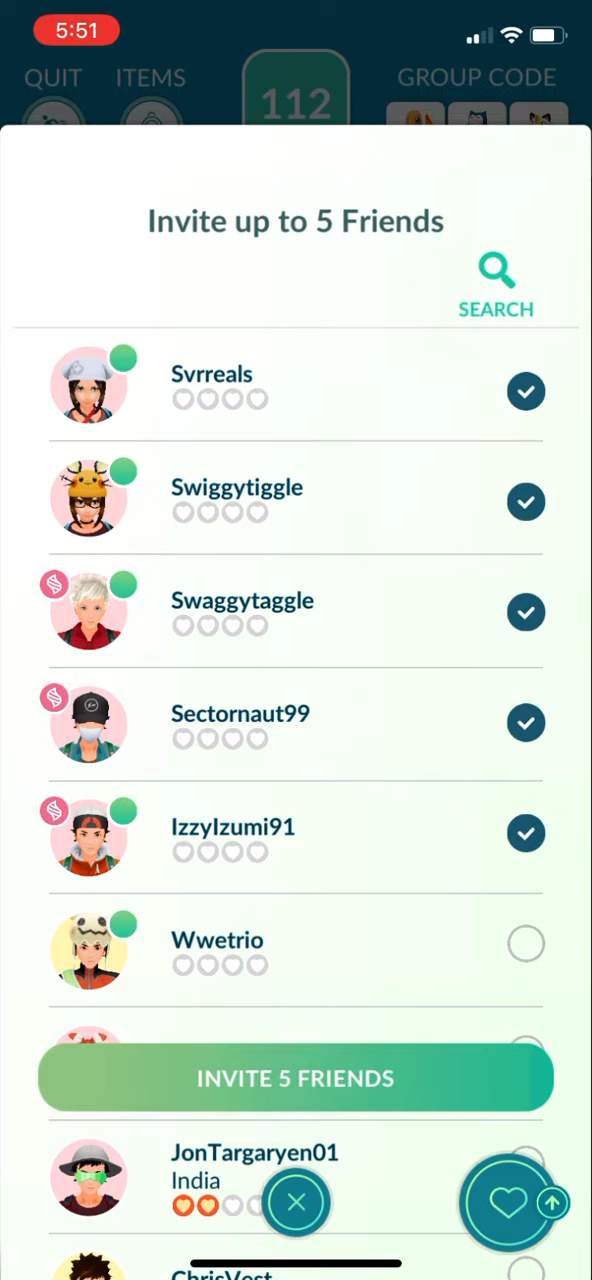 5:51
QUIT ITEMS 112 GROUP CODE
Invite up to 5 Friends
SEARCH
Svrreals
Swiggytiggle
Swaggytaggle
Sectornaut99
IzzyIzumi91
Wwetrio
INVITE 5 FRIENDS
JonTargaryen01
India
ChrisVest